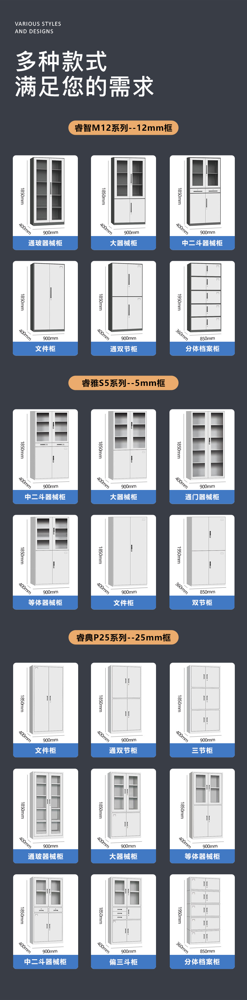 VARIOUS STYLES
AND DESIGNS
多种款式
满足您的需求
睿智M12系列--12mm框
1850mm
400mm
900mm
通玻器械柜
1850mm
400mm
900mm
大器械柜
1850mm
400mm
900mm
中二斗器械柜
1850mm
400mm
900mm
文件柜
1850mm
400mm
900mm
通双节柜
1950mm
360mm
850mm
分体档案柜
睿雅S5系列--5mm框
1850mm
400mm
900mm
中二斗器械柜
1850mm
400mm
900mm
大器械柜
1850mm
400mm
900mm
通门器械柜
1850mm
400mm
900mm
等体器械柜
1850mm
400mm
900mm
文件柜
1950mm
360mm
850mm
双节柜
睿典P25系列--25mm框
1850mm
400mm
900mm
文件柜
1850mm
400mm
900mm
通双节柜
1850mm
400mm
900mm
三节柜
1850mm
400mm
900mm
通玻器械柜
1850mm
400mm
900mm
大器械柜
1850mm
400mm
900mm
等体器械柜
1850mm
400mm
900mm
中二斗器械柜
1850mm
400mm
900mm
偏三斗柜
1950mm
360mm
850mm
分体档案柜